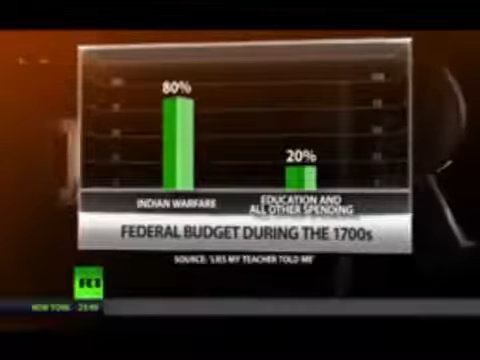 80%
20%
INDIAN WARFARE
EDUCATION AND
ALL OTHER SPENDING
FEDERAL BUDGET DURING THE 1700s
SOURCE: 'LIES MY TEACHER TOLD ME'
RT
NEW YORK